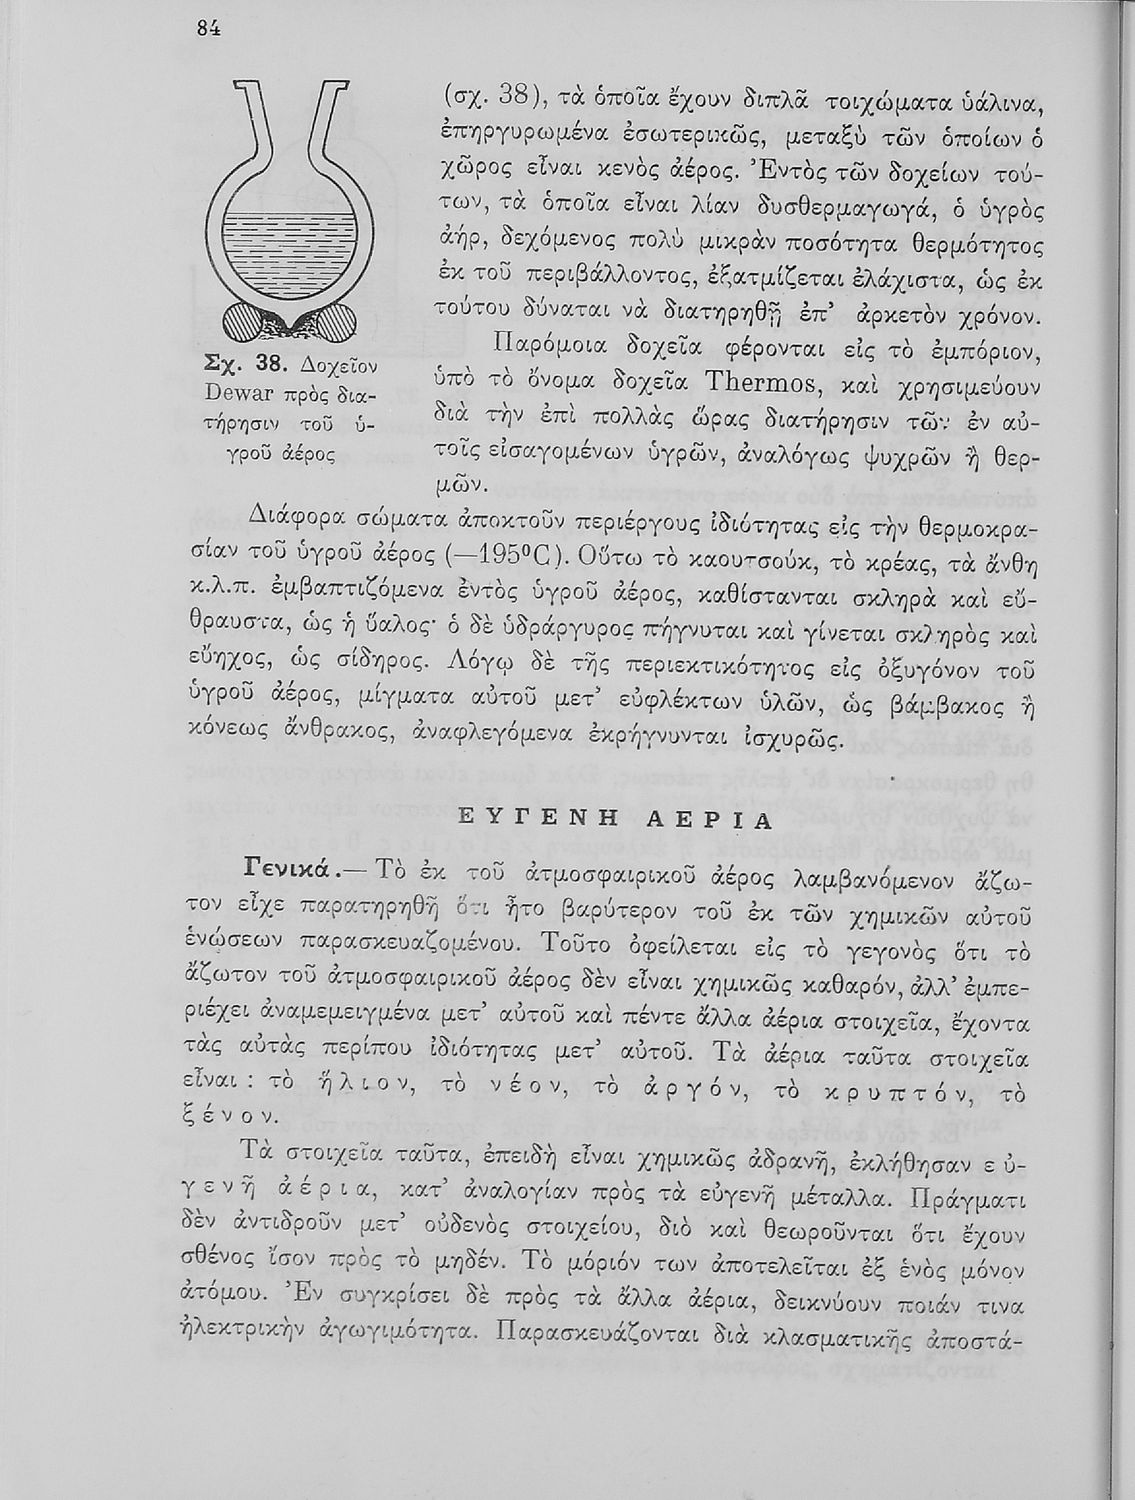 84
(σχ. 38), τὰ ὁποῖα ἔχουν διπλᾶ τοιχώματα ὑάλινα,
ἐπηργυρωμένα ἐσωτερικῶς, μεταξὺ τῶν ὁποίων ὁ
χῶρος εἶναι κενὸς ἀέρος. Ἐντὸς τῶν δοχείων τού-
των, τὰ ὁποῖα εἶναι λίαν δυσθερμαγωγά, ὁ ὑγρὸς
ἀήρ, δεχόμενος πολὺ μικρὰν ποσότητα θερμότητος
ἐκ τοῦ περιβάλλοντος, ἐξατμίζεται ἐλάχιστα, ὡς ἐκ
τούτου δύναται νὰ διατηρηθῇ ἐπ' ἀρκετὸν χρόνον.
Παρόμοια δοχεῖα φέρονται εἰς τὸ ἐμπόριον,
ὑπὸ τὸ ὄνομα δοχεῖα Thermos, καὶ χρησιμεύουν
διὰ τὴν ἐπὶ πολλὰς ὥρας διατήρησιν τῶν ἐν αὐ-
τοῖς εἰσαγομένων ὑγρῶν, ἀναλόγως ψυχρῶν ἢ θερ-
μῶν.
Σχ. 38. Δοχεῖον
Dewar πρὸς δια-
τήρησιν τοῦ ὑ-
γροῦ ἀέρος
Διάφορα σώματα ἀποκτοῦν περιέργους ἰδιότητας εἰς τὴν θερμοκρα-
σίαν τοῦ ὑγροῦ ἀέρος (—195°C). Οὕτω τὸ καουτσούκ, τὸ κρέας, τὰ ἄνθη
κ.λ.π. ἐμβαπτιζόμενα ἐντὸς ὑγροῦ ἀέρος, καθίστανται σκληρὰ καὶ εὔ-
θραυστα, ὡς ἡ ὕαλος· ὁ δὲ ὑδράργυρος πήγνυται καὶ γίνεται σκληρὸς καὶ
εὔηχος, ὡς σίδηρος. Λόγῳ δὲ τῆς περιεκτικότητος εἰς ὀξυγόνον τοῦ
ὑγροῦ ἀέρος, μίγματα αὐτοῦ μετ' εὐφλέκτων ὑλῶν, ὡς βάμβακος ἢ
κόνεως ἄνθρακος, ἀναφλεγόμενα ἐκρήγνυνται ἰσχυρῶς.
ΕΥΓΕΝΗ ΑΕΡΙΑ
Γενικά.— Τὸ ἐκ τοῦ ἀτμοσφαιρικοῦ ἀέρος λαμβανόμενον ἄζω-
τον εἶχε παρατηρηθῆ ὅτι ἦτο βαρύτερον τοῦ ἐκ τῶν χημικῶν αὐτοῦ
ἑνώσεων παρασκευαζομένου. Τοῦτο ὀφείλεται εἰς τὸ γεγονὸς ὅτι τὸ
ἄζωτον τοῦ ἀτμοσφαιρικοῦ ἀέρος δὲν εἶναι χημικῶς καθαρόν, ἀλλ' ἐμπε-
ριέχει ἀναμεμειγμένα μετ' αὐτοῦ καὶ πέντε ἄλλα ἀέρια στοιχεῖα, ἔχοντα
τὰς αὐτὰς περίπου ἰδιότητας μετ' αὐτοῦ. Τὰ ἀέρια ταῦτα στοιχεῖα
εἶναι : τὸ ἥλιον, τὸ νέον, τὸ ἀργόν, τὸ κρυπτόν, τὸ
ξένον.
Τὰ στοιχεῖα ταῦτα, ἐπειδὴ εἶναι χημικῶς ἀδρανῆ, ἐκλήθησαν εὐ-
γενῆ ἀέρια, κατ' ἀναλογίαν πρὸς τὰ εὐγενῆ μέταλλα. Πράγματι
δὲν ἀντιδροῦν μετ' οὐδενὸς στοιχείου, διὸ καὶ θεωροῦνται ὅτι ἔχουν
σθένος ἴσον πρὸς τὸ μηδέν. Τὸ μόριόν των ἀποτελεῖται ἐξ ἑνὸς μόνον
ἀτόμου. Ἐν συγκρίσει δὲ πρὸς τὰ ἄλλα ἀέρια, δεικνύουν ποιάν τινα
ἠλεκτρικὴν ἀγωγιμότητα. Παρασκευάζονται διὰ κλασματικῆς ἀποστά-